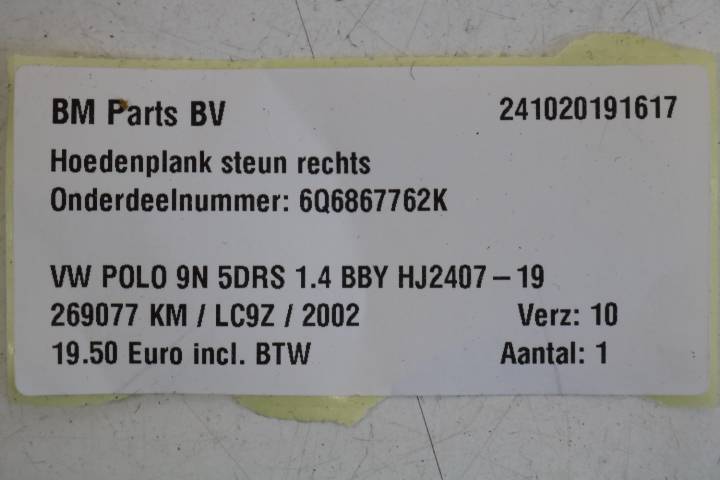 BM Parts BV 241020191617
Hoedenplank steun rechts
Onderdeelnummer: 6Q6867762K
VW POLO 9N 5DRS 1.4 BBY HJ2407-19
269077 KM / LC9Z / 2002 Verz: 10
19.50 Euro incl. BTW Aantal: 1